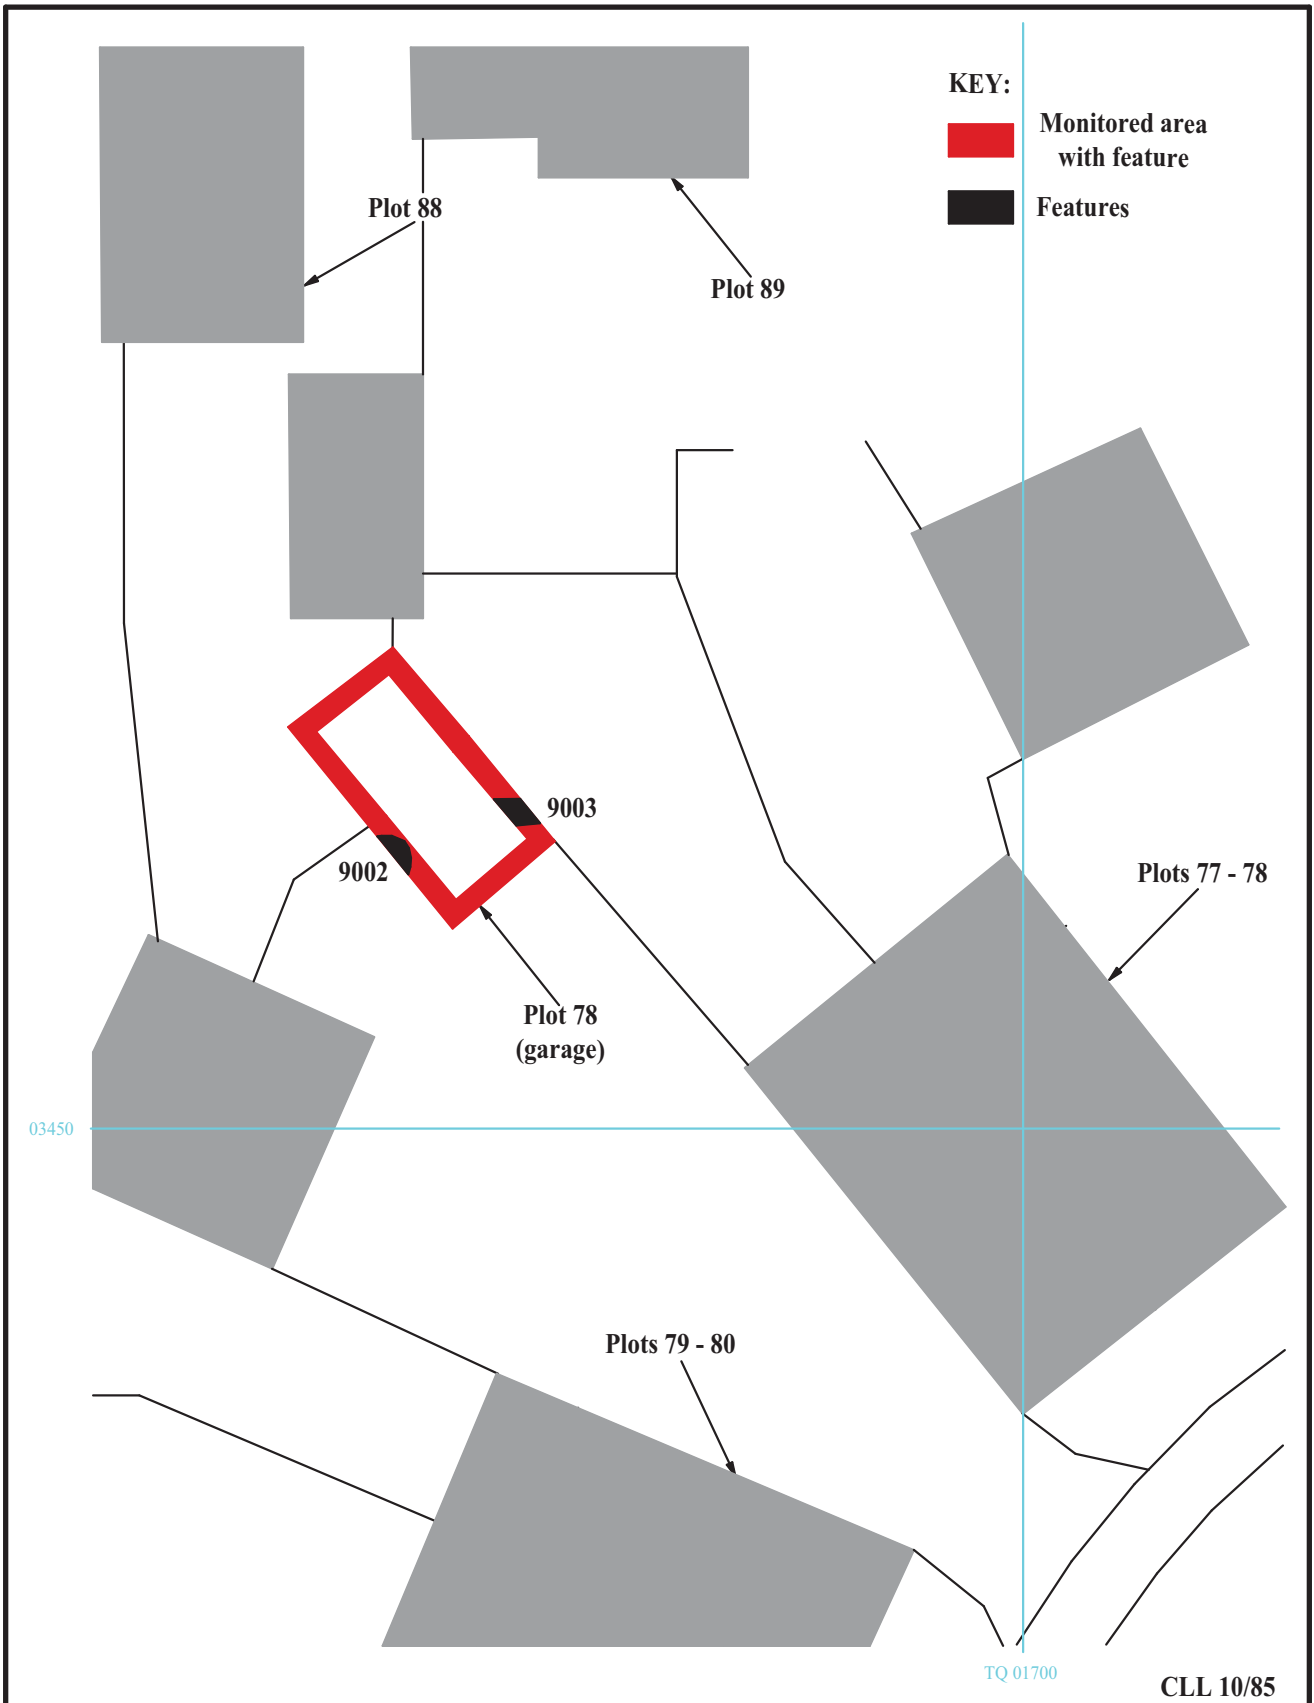 KEY:
Monitored area
with feature
Features
Plot 88
Plot 89
9003
9002
Plots 77 - 78
Plot 78
(garage)
03450
Plots 79 - 80
TQ 01700
CLL 10/85